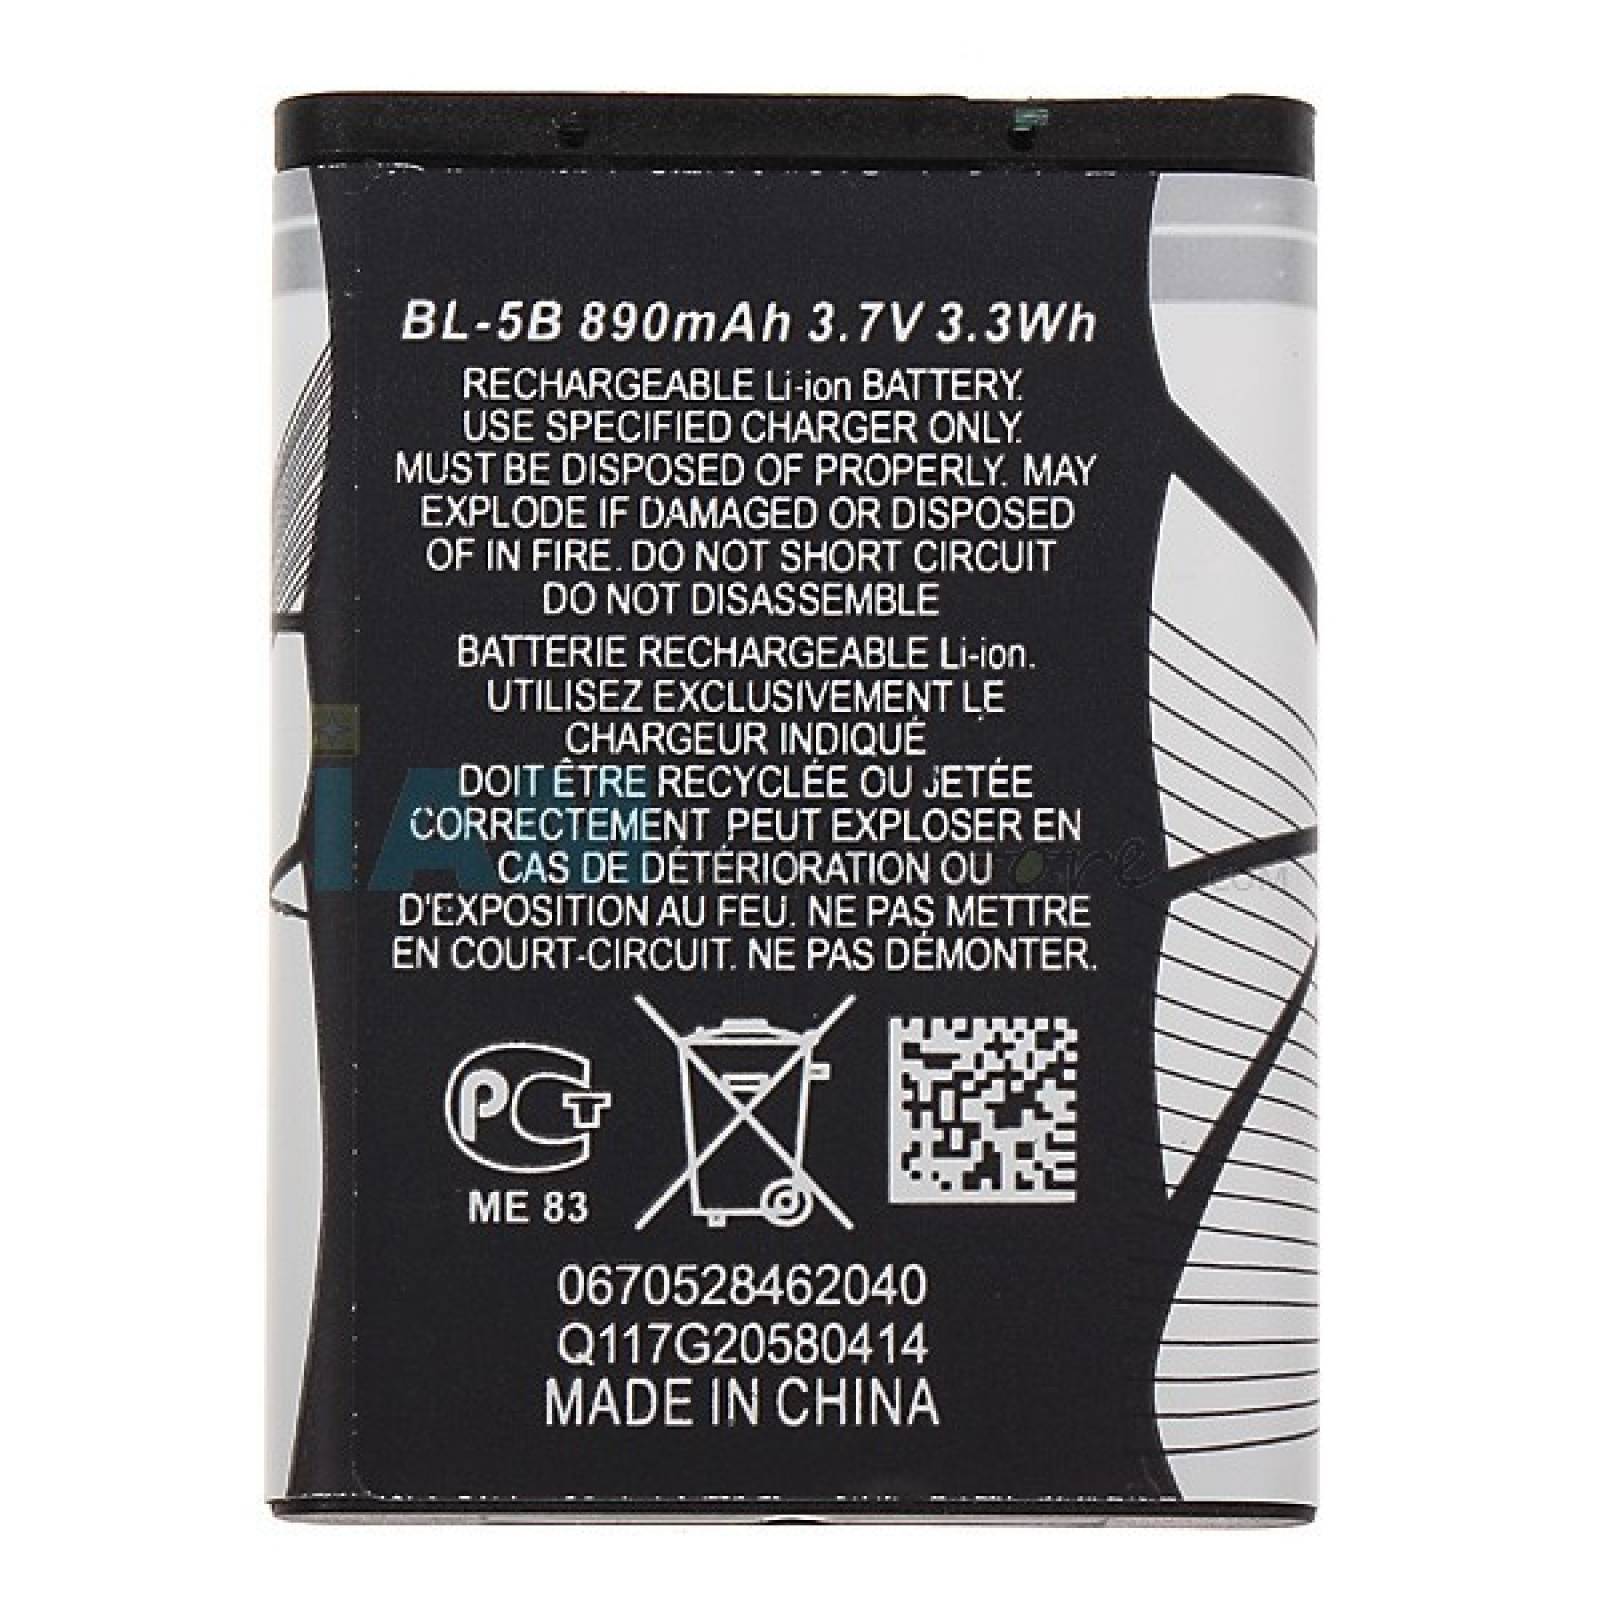 BL-5B 890mAh 3.7V 3.3Wh
RECHARGEABLE Li-ion BATTERY.
USE SPECIFIED CHARGER ONLY.
MUST BE DISPOSED OF PROPERLY. MAY
EXPLODE IF DAMAGED OR DISPOSED
OF IN FIRE. DO NOT SHORT CIRCUIT
DO NOT DISASSEMBLE
BATTERIE RECHARGEABLE Li-ion.
UTILISEZ EXCLUSIVEMENT LE
CHARGEUR INDIQUÉ
DOIT ÊTRE RECYCLÉE OU JETÉE
CORRECTEMENT PEUT EXPLOSER EN
CAS DE DÉTÉRIORATION OU
D'EXPOSITION AU FEU. NE PAS METTRE
EN COURT-CIRCUIT. NE PAS DÉMONTER.
PCT
ME 83
0670528462040
Q117G20580414
MADE IN CHINA